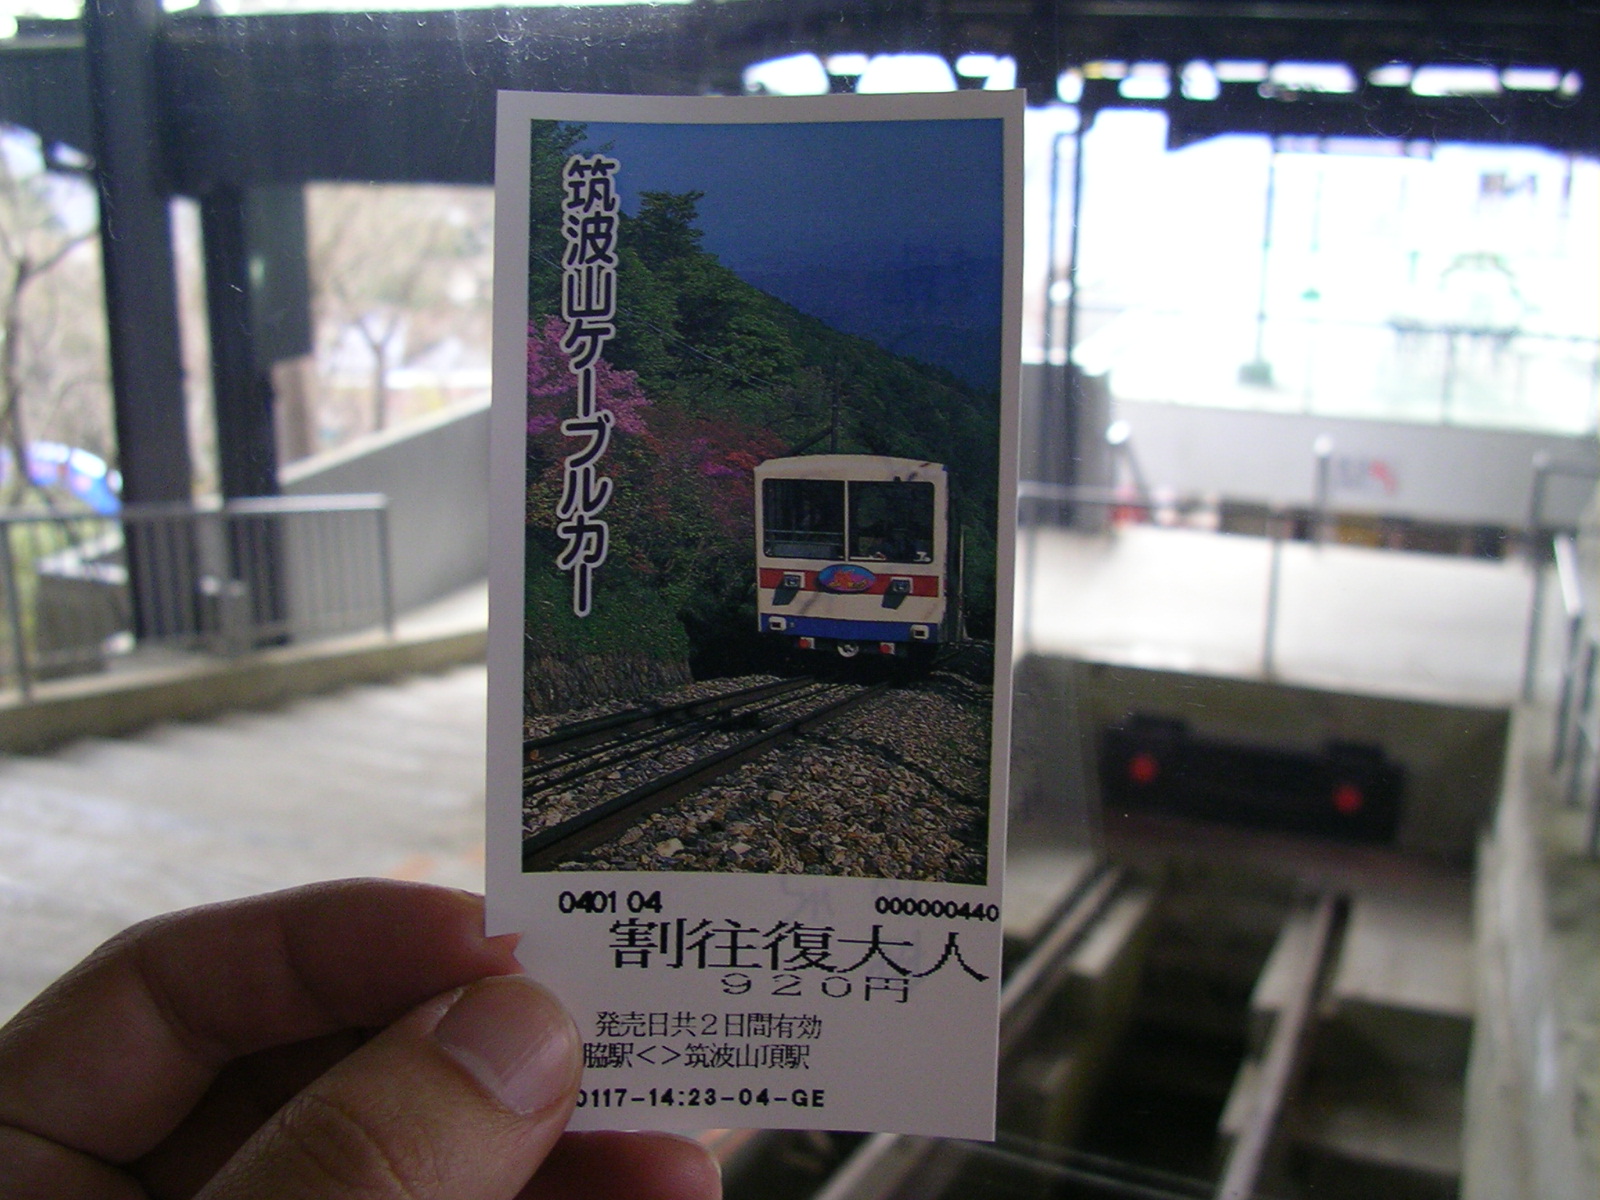 筑波山ケーブルカー
0401 04 000000440
割往復大人
920円
発売日共2日間有効
脇駅<>筑波山頂駅
0117-14:23-04-GE